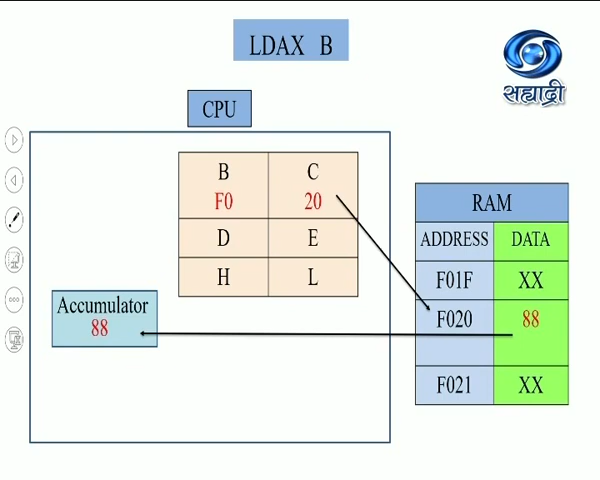 LDAX B
सह्याद्री
CPU
B C
F0 20
D E
H L
Accumulator
88
RAM
ADDRESS DATA
F01F XX
F020 88
F021 XX